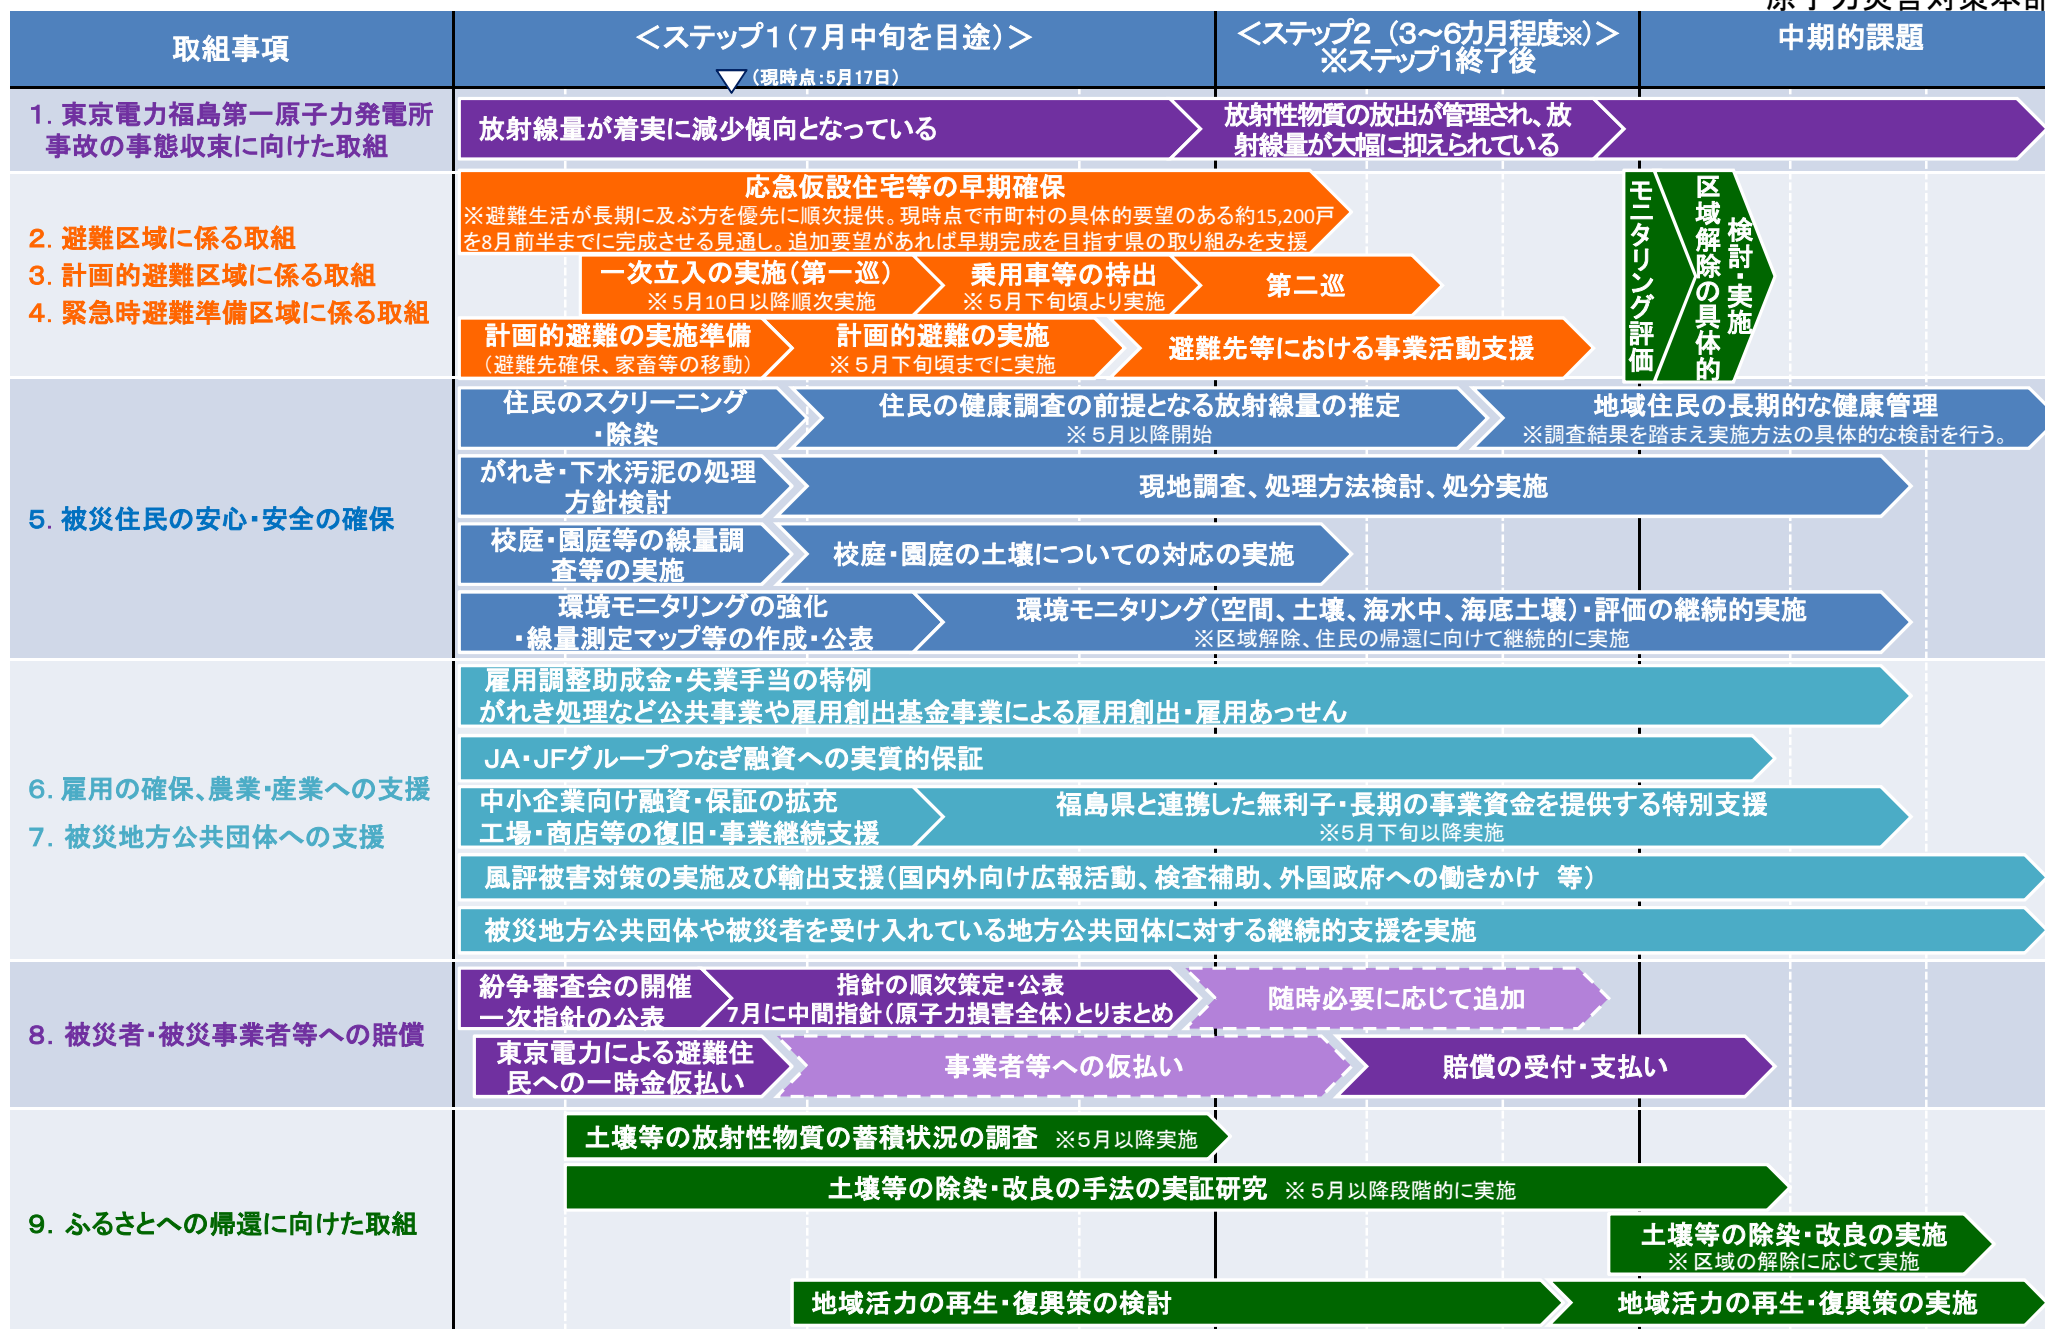 原子力災害対策本部
取組事項
＜ステップ１（７月中旬を目途）＞
（現時点：5月17日）
＜ステップ２（３～６カ月程度※）＞
※ステップ１終了後
中期的課題
１．東京電力福島第一原子力発電所
事故の事態収束に向けた取組
放射線量が着実に減少傾向となっている
放射性物質の放出が管理され、放
射線量が大幅に抑えられている
２．避難区域に係る取組
３．計画的避難区域に係る取組
４．緊急時避難準備区域に係る取組
応急仮設住宅等の早期確保
※避難生活が長期に及ぶ方を優先に順次提供。現時点で市町村の具体的要望のある約15,200戸
を8月前半までに完成させる見通し。追加要望があれば早期完成を目指す県の取り組みを支援
一次立入の実施（第一巡）
※5月10日以降順次実施
乗用車等の持出
※５月下旬頃より実施
第二巡
計画的避難の実施準備
（避難先確保、家畜等の移動）
計画的避難の実施
※５月下旬頃までに実施
避難先等における事業活動支援
モニタリング評価
区域解除の具体的
検討・実施
５．被災住民の安心・安全の確保
住民のスクリーニング
・除染
住民の健康調査の前提となる放射線量の推定
※５月以降開始
地域住民の長期的な健康管理
※調査結果を踏まえ実施方法の具体的な検討を行う。
がれき・下水汚泥の処理
方針検討
現地調査、処理方法検討、処分実施
校庭・園庭等の線量調
査等の実施
校庭・園庭の土壌についての対応の実施
環境モニタリングの強化
・線量測定マップ等の作成・公表
環境モニタリング（空間、土壌、海水中、海底土壌）・評価の継続的実施
※区域解除、住民の帰還に向けて継続的に実施
６．雇用の確保、農業・産業への支援
７．被災地方公共団体への支援
雇用調整助成金・失業手当の特例
がれき処理など公共事業や雇用創出基金事業による雇用創出・雇用あっせん
ＪＡ・ＪＦグループつなぎ融資への実質的保証
中小企業向け融資・保証の拡充
工場・商店等の復旧・事業継続支援
福島県と連携した無利子・長期の事業資金を提供する特別支援
※５月下旬以降実施
風評被害対策の実施及び輸出支援（国内外向け広報活動、検査補助、外国政府への働きかけ　等）
被災地方公共団体や被災者を受け入れている地方公共団体に対する継続的支援を実施
８．被災者・被災事業者等への賠償
紛争審査会の開催
一次指針の公表
指針の順次策定・公表
７月に中間指針（原子力損害全体）とりまとめ
随時必要に応じて追加
東京電力による避難住
民への一時金仮払い
事業者等への仮払い
賠償の受付・支払い
９．ふるさとへの帰還に向けた取組
土壌等の放射性物質の蓄積状況の調査　※５月以降実施
土壌等の除染・改良の手法の実証研究　※５月以降段階的に実施
土壌等の除染・改良の実施
※区域の解除に応じて実施
地域活力の再生・復興策の検討
地域活力の再生・復興策の実施